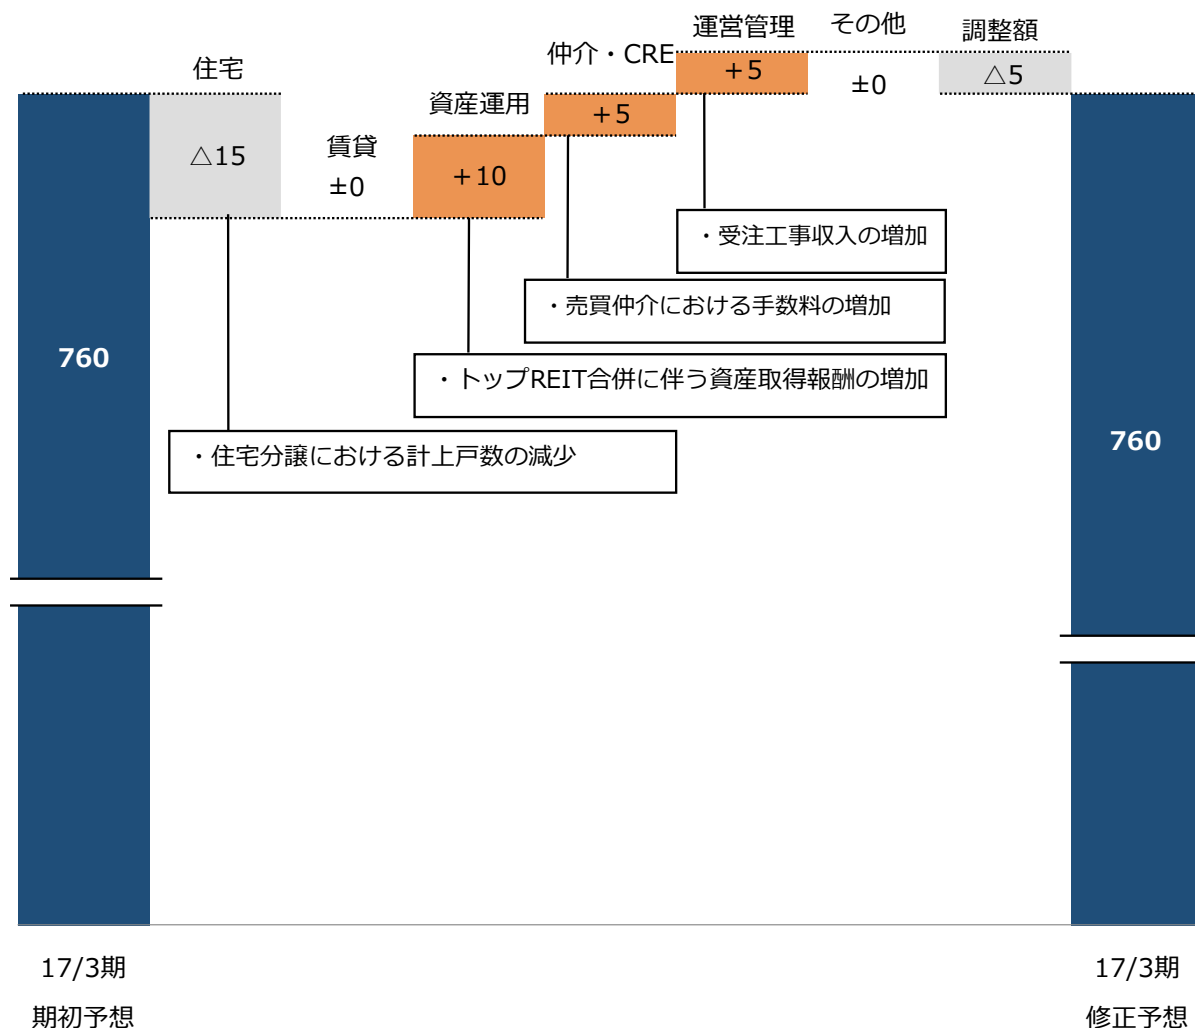 住宅
賃貸
資産運用
仲介・CRE
運営管理
その他
調整額
△15
±0
+10
+5
+5
±0
△5
・受注工事収入の増加
・売買仲介における手数料の増加
・トップREIT合併に伴う資産取得報酬の増加
・住宅分譲における計上戸数の減少
760
760
17/3期
期初予想
17/3期
修正予想